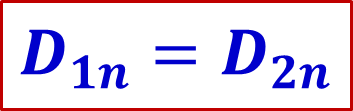 D₁ₙ = D₂ₙ